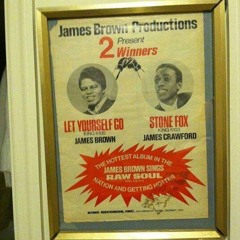 James Brown Productions
Present
2 Winners
LET YOURSELF GO
JAMES BROWN
STONE FOX
JAMES CRAWFORD
THE HOTTEST ALBUM IN THE
JAMES BROWN SINGS
RAW SOUL
NATION AND GETTING HOTTER